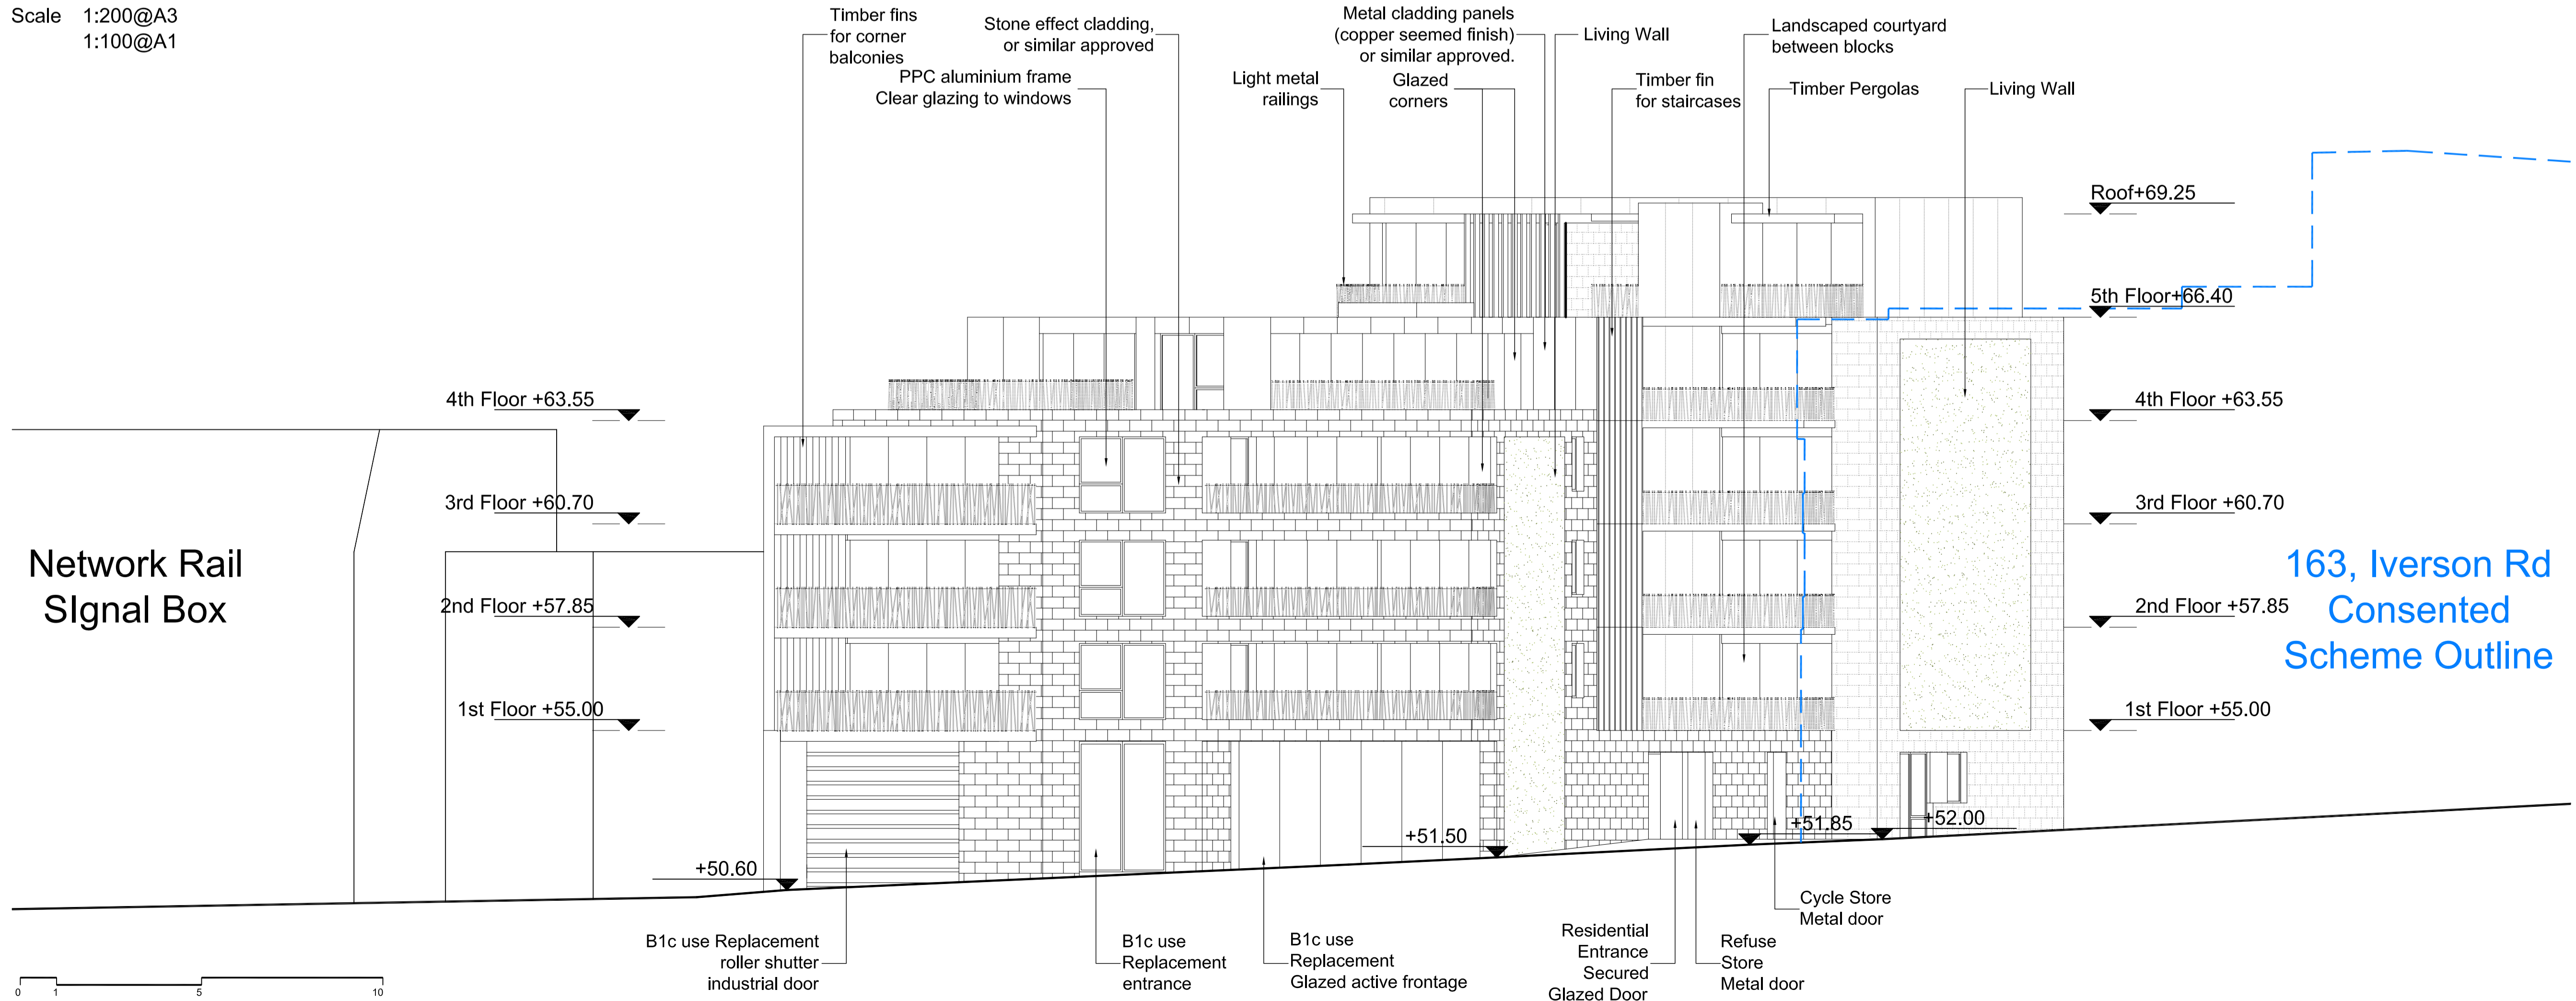 Scale 1:200@A3
1:100@A1
Timber fins
for corner
balconies
Stone effect cladding,
or similar approved
PPC aluminium frame
Clear glazing to windows
Light metal
railings
Metal cladding panels
(copper seemed finish)
or similar approved.
Glazed
corners
Living Wall
Timber fin
for staircases
Landscaped courtyard
between blocks
Timber Pergolas
Living Wall
Roof+69.25
5th Floor+66.40
4th Floor +63.55
4th Floor +63.55
3rd Floor +60.70
3rd Floor +60.70
Network Rail
SIgnal Box
163, Iverson Rd
Consented
Scheme Outline
2nd Floor +57.85
2nd Floor +57.85
1st Floor +55.00
1st Floor +55.00
+50.60
+51.50
+51.85
+52.00
B1c use Replacement
roller shutter
industrial door
B1c use
Replacement
entrance
B1c use
Replacement
Glazed active frontage
Residential
Entrance
Secured
Glazed Door
Refuse
Store
Metal door
Cycle Store
Metal door
0 1 5 10